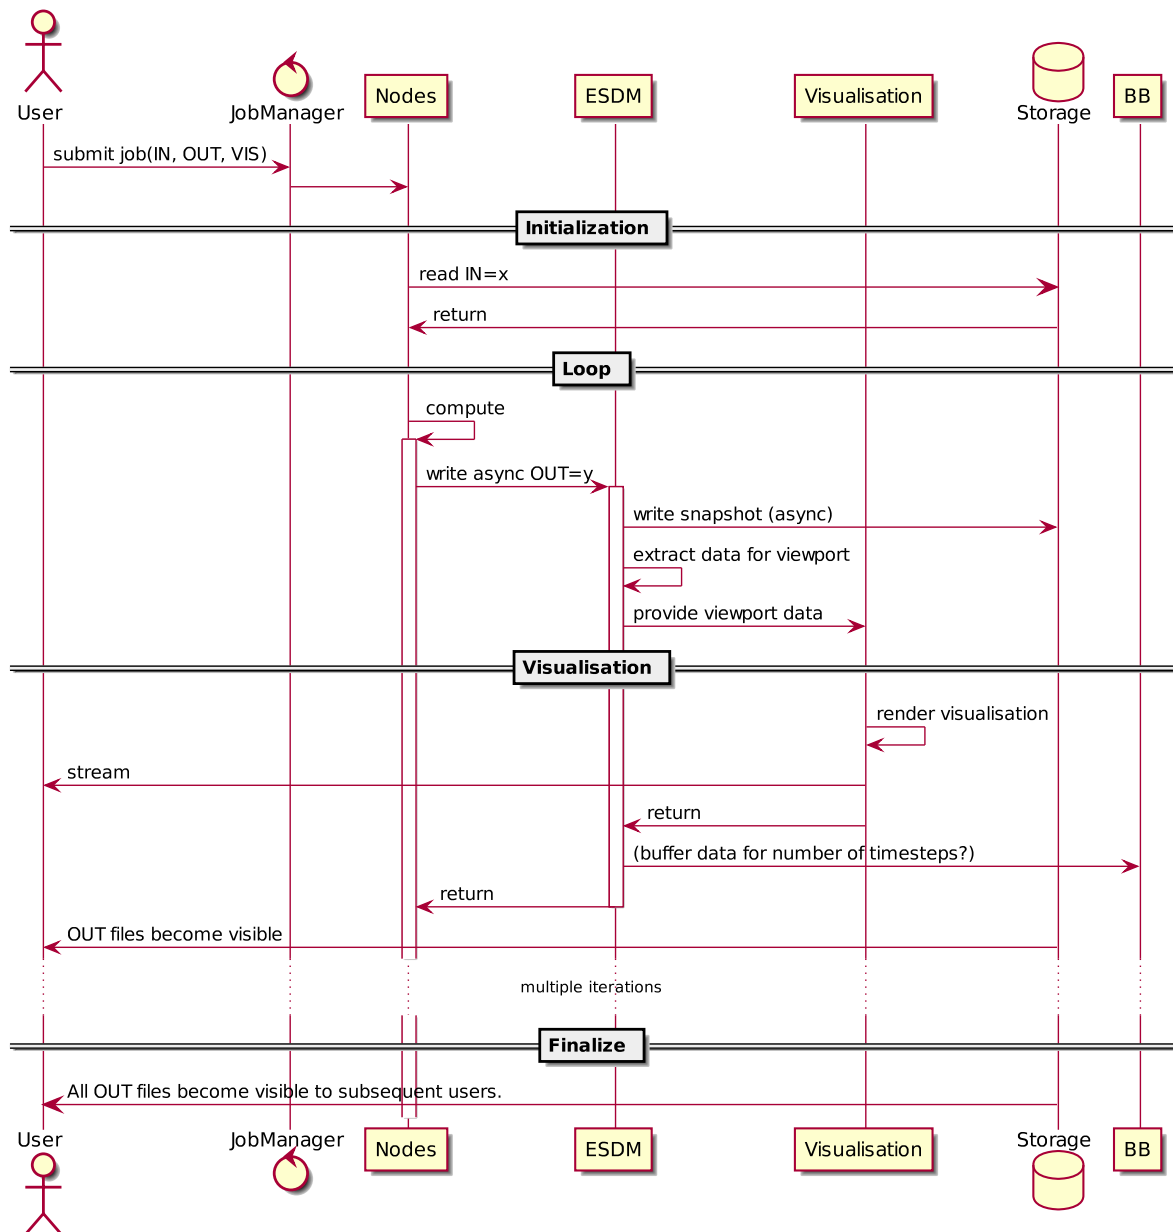 User
JobManager
Nodes
ESDM
Visualisation
Storage
BB
submit job(IN, OUT, VIS)
Initialization
read IN=x
return
Loop
compute
write async OUT=y
write snapshot (async)
extract data for viewport
provide viewport data
Visualisation
render visualisation
stream
return
(buffer data for number of timesteps?)
return
OUT files become visible
multiple iterations
Finalize
All OUT files become visible to subsequent users.
User
JobManager
Nodes
ESDM
Visualisation
Storage
BB